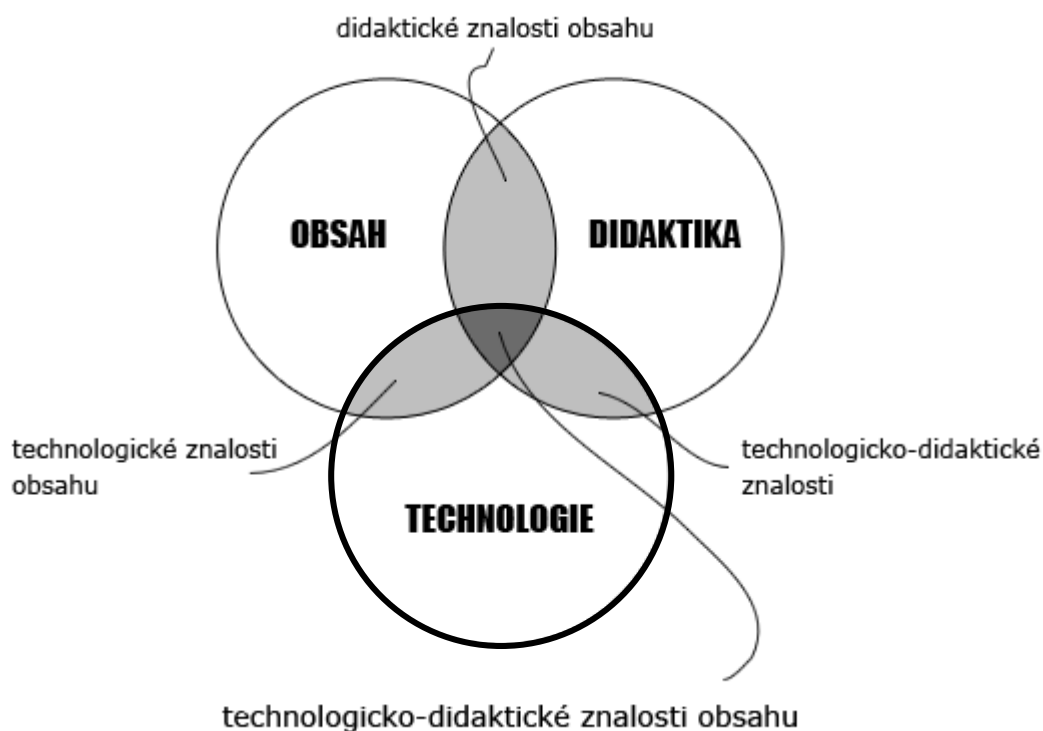 didaktické znalosti obsahu
OBSAH
DIDAKTIKA
technologické znalosti
obsahu
technologicko-didaktické
znalosti
TECHNOLOGIE
technologicko-didaktické znalosti obsahu